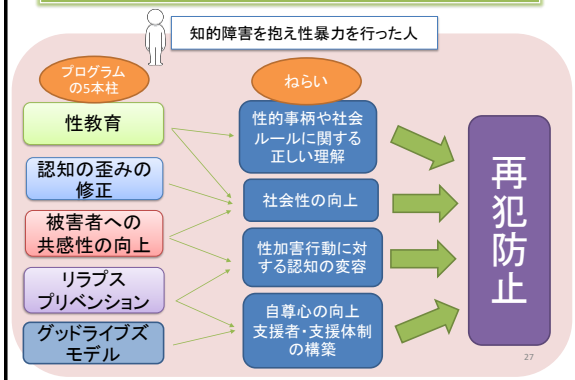 知的障害を抱え性暴力を行った人
プログラム
の5本柱
ねらい
性教育
認知の歪みの
修正
被害者への
共感性の向上
リラプス
プリベンション
グッドライブズ
モデル
性的事柄や社会
ルールに関する
正しい理解
社会性の向上
性加害行動に対
する認知の変容
自尊心の向上
支援者・支援体制
の構築
再犯防止
27